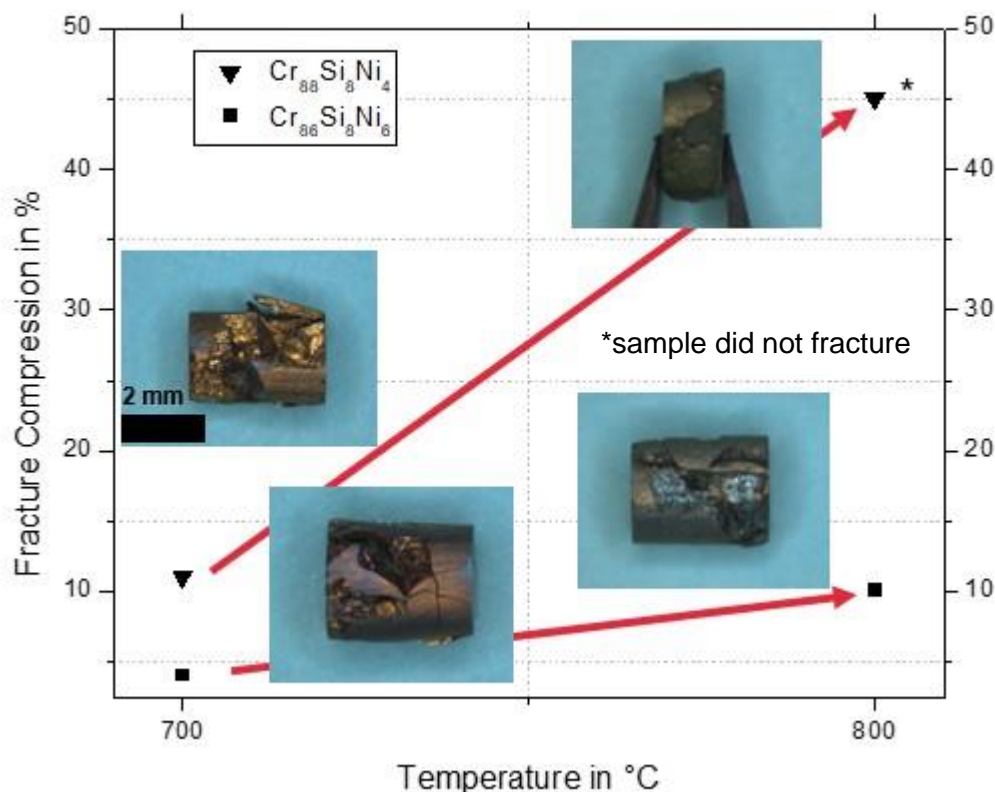 50
50
Cr88Si8Ni4
*
Cr86Si8Ni6
40
40
30
30
*sample did not fracture
2 mm
20
20
10
10
700
800
Fracture Compression in %
Temperature in °C